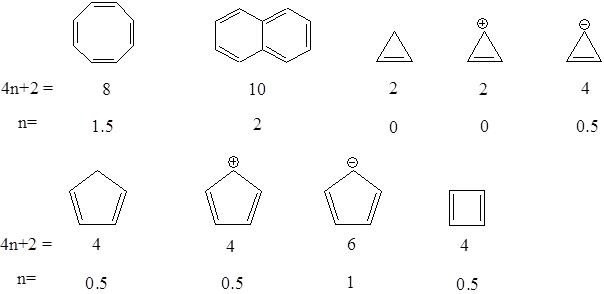 ⊕ ⊖
4n+2 = 8 10 2 2 4
n= 1.5 2 0 0 0.5
⊕ ⊖
4n+2 = 4 4 6 4
n= 0.5 0.5 1 0.5